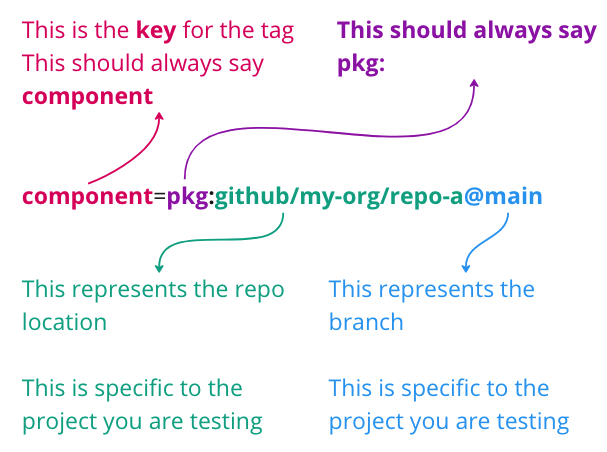 This is the key for the tag
This should always say
component
This should always say
pkg:
component=pkg:github/my-org/repo-a@main
This represents the repo
location
This is specific to the
project you are testing
This represents the
branch
This is specific to the
project you are testing